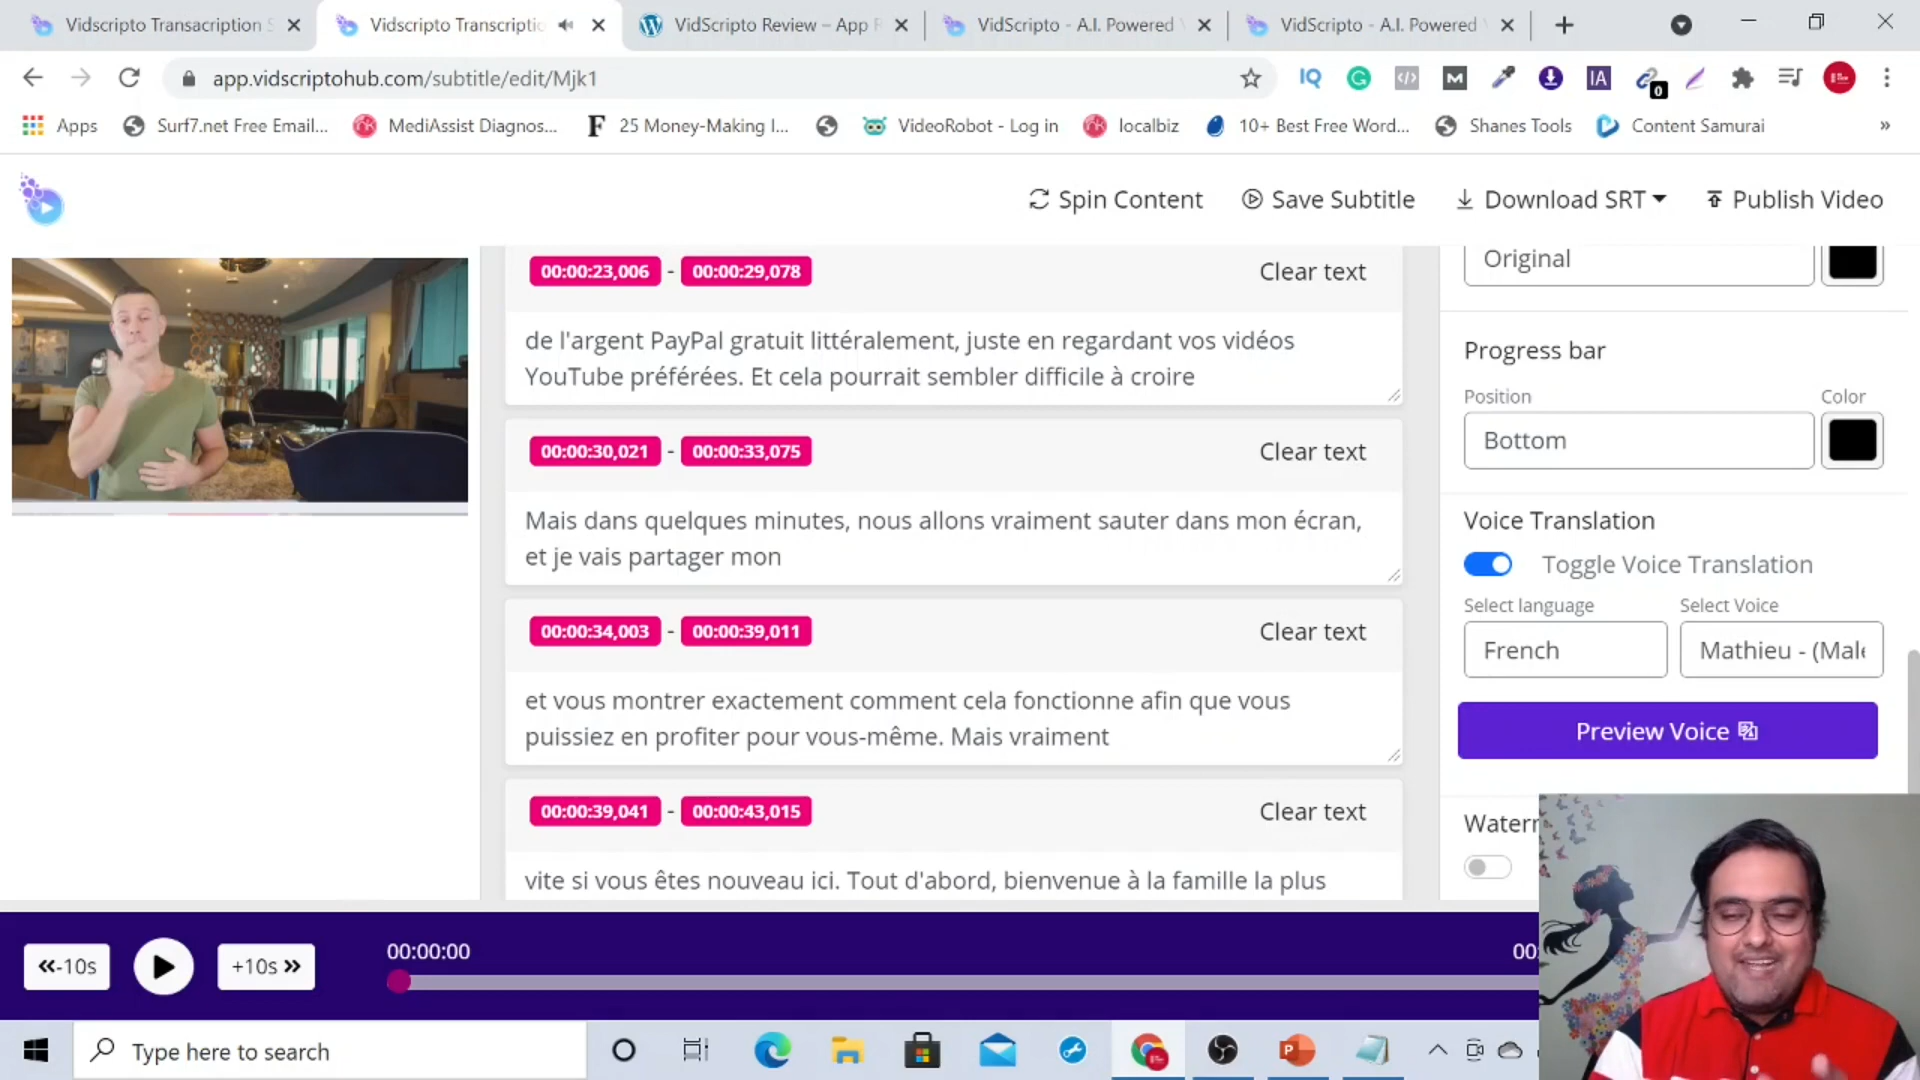 Vidscripto Transacription S
Vidscripto Transcriptio
VidScripto Review – App F
VidScripto - A.I. Powered
VidScripto - A.I. Powered
app.vidscriptohub.com/subtitle/edit/Mjk1
IQ
M
IA
0
Apps
Surf7.net Free Email...
MediAssist Diagnos...
25 Money-Making I...
VideoRobot - Log in
localbiz
10+ Best Free Word...
Shanes Tools
Content Samurai
»
Spin Content
Save Subtitle
Download SRT
Publish Video
00:00:23,006 - 00:00:29,078
Clear text
de l'argent PayPal gratuit littéralement, juste en regardant vos vidéos
YouTube préférées. Et cela pourrait sembler difficile à croire
00:00:30,021 - 00:00:33,075
Clear text
Mais dans quelques minutes, nous allons vraiment sauter dans mon écran,
et je vais partager mon
00:00:34,003 - 00:00:39,011
Clear text
et vous montrer exactement comment cela fonctionne afin que vous
puissiez en profiter pour vous-même. Mais vraiment
00:00:39,041 - 00:00:43,015
Clear text
vite si vous êtes nouveau ici. Tout d'abord, bienvenue à la famille la plus
Original
Progress bar
Position
Color
Bottom
Voice Translation
Toggle Voice Translation
Select language
Select Voice
French
Mathieu - (Male
Preview Voice
Watern
-10s
+10s
00:00:00
00:
Type here to search